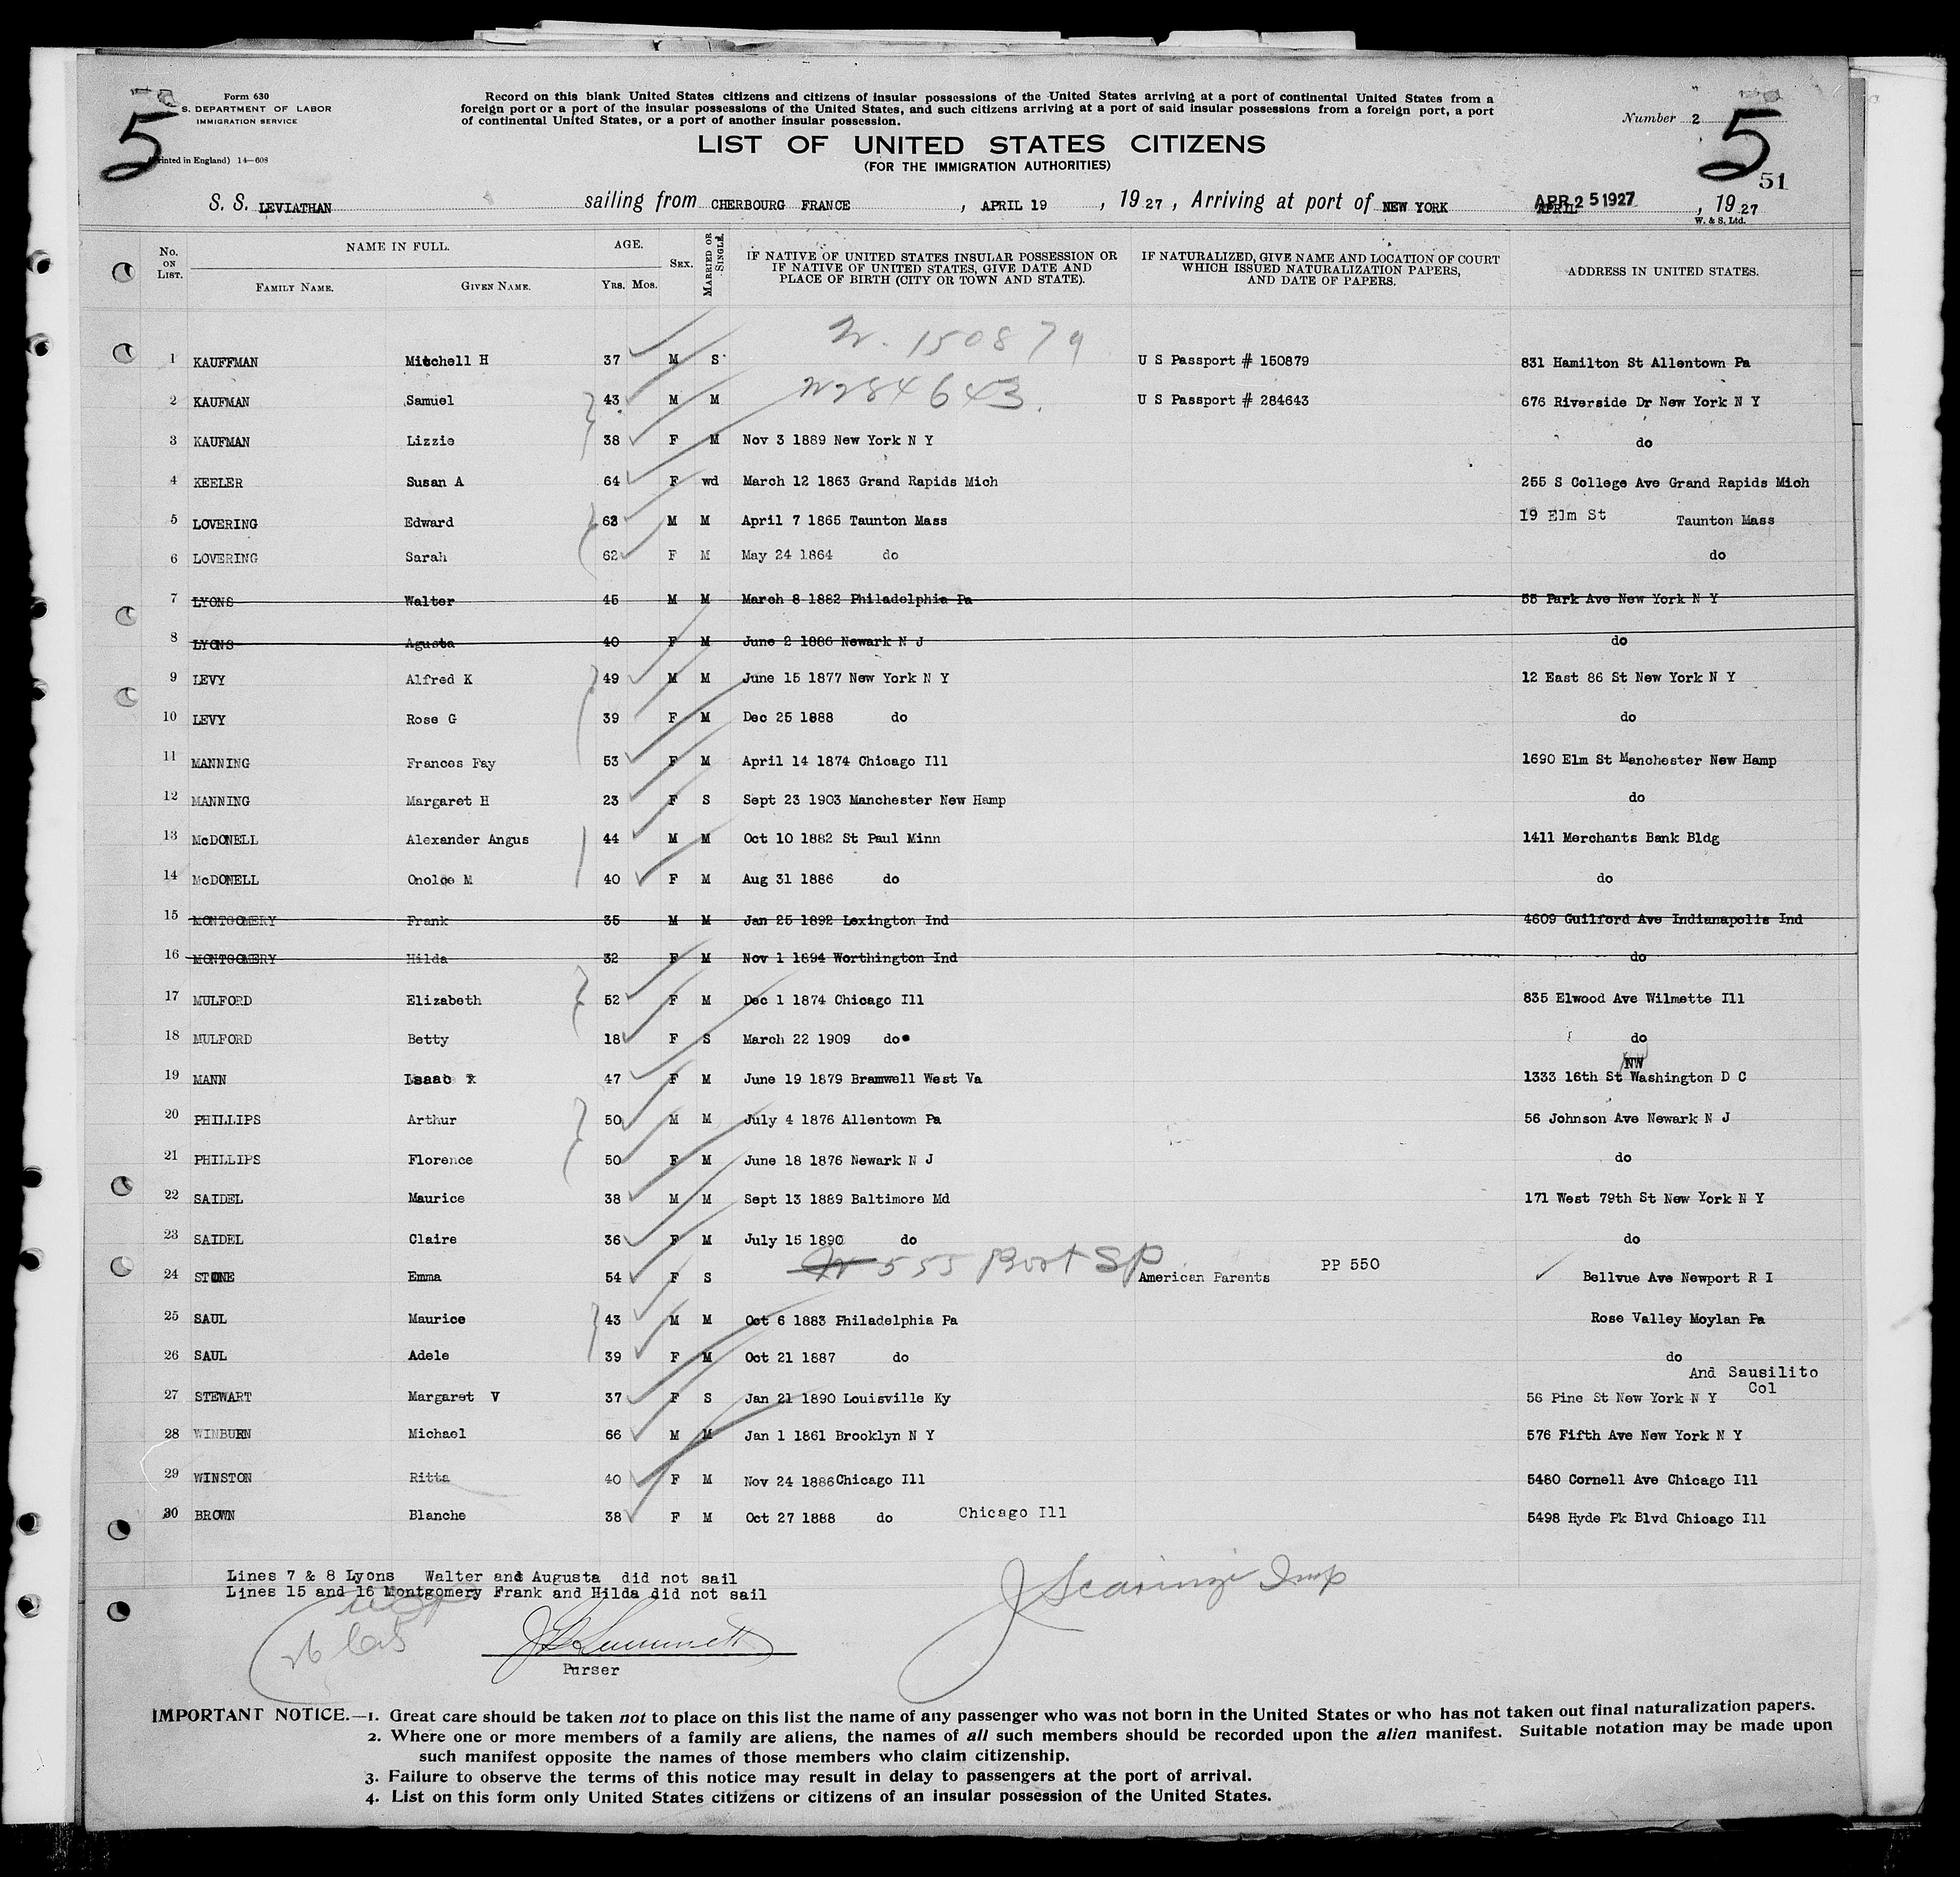 5
Form 630
S. DEPARTMENT OF LABOR
IMMIGRATION SERVICE
rinted in England) 14—608
Record on this blank United States citizens and citizens of insular possessions of the United States arriving at a port of continental United States from a
foreign port or a port of the insular possessions of the United States, and such citizens arriving at a port of said insular possessions from a foreign port, a port
of continental United States, or a port of another insular possession.
LIST OF UNITED STATES CITIZENS
(FOR THE IMMIGRATION AUTHORITIES)
Number 2
5
51
S. S. LEVIATHAN sailing from CHERBOURG FRANCE , APRIL 19 , 1927 , Arriving at port of NEW YORK APRIL APR 25 1927 , 1927
W. & S. Ltd.
No. ON LIST. NAME IN FULL. FAMILY NAME. GIVEN NAME. AGE. Yrs. Mos. SEX. MARRIED OR SINGLE. IF NATIVE OF UNITED STATES INSULAR POSSESSION OR IF NATIVE OF UNITED STATES, GIVE DATE AND PLACE OF BIRTH (CITY OR TOWN AND STATE). IF NATURALIZED, GIVE NAME AND LOCATION OF COURT WHICH ISSUED NATURALIZATION PAPERS, AND DATE OF PAPERS. ADDRESS IN UNITED STATES.
1 KAUFFMAN Mitchell H 37 M S 150879 U S Passport # 150879 831 Hamilton St Allentown Pa
2 KAUFMAN Samuel 43 M M 284643 U S Passport # 284643 676 Riverside Dr New York N Y
3 KAUFMAN Lizzie 38 F M Nov 3 1889 New York N Y do
4 KEELER Susan A 64 F wd March 12 1863 Grand Rapids Mich 255 S College Ave Grand Rapids Mich
5 LOVERING Edward 62 M M April 7 1865 Taunton Mass 19 Elm St Taunton Mass
6 LOVERING Sarah 62 F M May 24 1864 do do
7 LYONS Walter 45 M M March 8 1882 Philadelphia Pa 55 Park Ave New York N Y
8 LYONS Agusta 40 F M June 2 1886 Newark N J do
9 LEVY Alfred K 49 M M June 15 1877 New York N Y 12 East 86 St New York N Y
10 LEVY Rose G 39 F M Dec 25 1888 do do
11 MANNING Frances Fay 53 F M April 14 1874 Chicago Ill 1690 Elm St Manchester New Hamp
12 MANNING Margaret H 23 F S Sept 23 1903 Manchester New Hamp do
13 McDONELL Alexander Angus 44 M M Oct 10 1882 St Paul Minn 1411 Merchants Bank Bldg
14 McDONELL Onolee M 40 F M Aug 31 1886 do do
15 MONTGOMERY Frank 35 M M Jan 25 1892 Lexington Ind 4609 Guilford Ave Indianapolis Ind
16 MONTGOMERY Hilda 32 F M Nov 1 1894 Worthington Ind do
17 MULFORD Elizabeth 52 F M Dec 1 1874 Chicago Ill 835 Elwood Ave Wilmette Ill
18 MULFORD Betty 18 F S March 22 1909 do do
19 MANN Isaac 47 F M June 19 1879 Bramwell West Va 1333 16th St NW Washington D C
20 PHILLIPS Arthur 50 M M July 4 1876 Allentown Pa 56 Johnson Ave Newark N J
21 PHILLIPS Florence 50 F M June 18 1876 Newark N J do
22 SAIDEL Maurice 38 M M Sept 13 1889 Baltimore Md 171 West 79th St New York N Y
23 SAIDEL Claire 36 F M July 15 1890 do do
24 STONE Emma 54 F S 555 American Parents PP 550 Bellvue Ave Newport R I
25 SAUL Maurice 43 M M Oct 6 1883 Philadelphia Pa Rose Valley Moylan Pa
26 SAUL Adele 39 F M Oct 21 1887 do do
And Sausilito
Col
27 STEWART Margaret V 37 F S Jan 21 1890 Louisville Ky 56 Pine St New York N Y
28 WINBURN Michael 66 M M Jan 1 1861 Brooklyn N Y 576 Fifth Ave New York N Y
29 WINSTON Ritta 40 F M Nov 24 1886 Chicago Ill 5480 Cornell Ave Chicago Ill
30 BROWN Blanche 38 F M Oct 27 1888 do Chicago Ill 5498 Hyde Pk Blvd Chicago Ill
Lines 7 & 8 Lyons Walter and Augusta did not sail
Lines 15 and 16 Montgomery Frank and Hilda did not sail
Purser
IMPORTANT NOTICE.—1. Great care should be taken not to place on this list the name of any passenger who was not born in the United States or who has not taken out final naturalization papers.
2. Where one or more members of a family are aliens, the names of all such members should be recorded upon the alien manifest. Suitable notation may be made upon
such manifest opposite the names of those members who claim citizenship.
3. Failure to observe the terms of this notice may result in delay to passengers at the port of arrival.
4. List on this form only United States citizens or citizens of an insular possession of the United States.